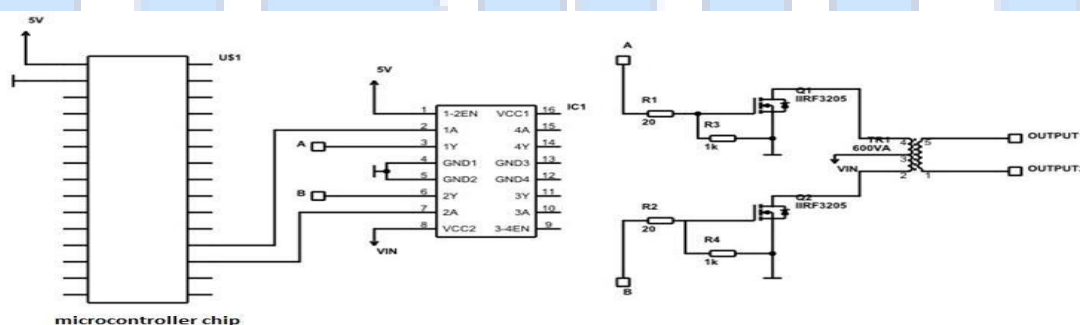 5V
U$1
microcontroller chip
5V
IC1
1 1-2EN VCC1 16
2 1A 4A 15
3 1Y 4Y 14
4 GND1 GND3 13
5 GND2 GND4 12
6 2Y 3Y 11
7 2A 3A 10
8 VCC2 3-4EN 9
A
B
VIN
A
R1
20
R3
1k
Q1
IIRF3205
TR1
600VA
VIN
4
3
2
5
1
OUTPUT
OUTPUT
Q2
IIRF3205
R2
20
R4
1k
B